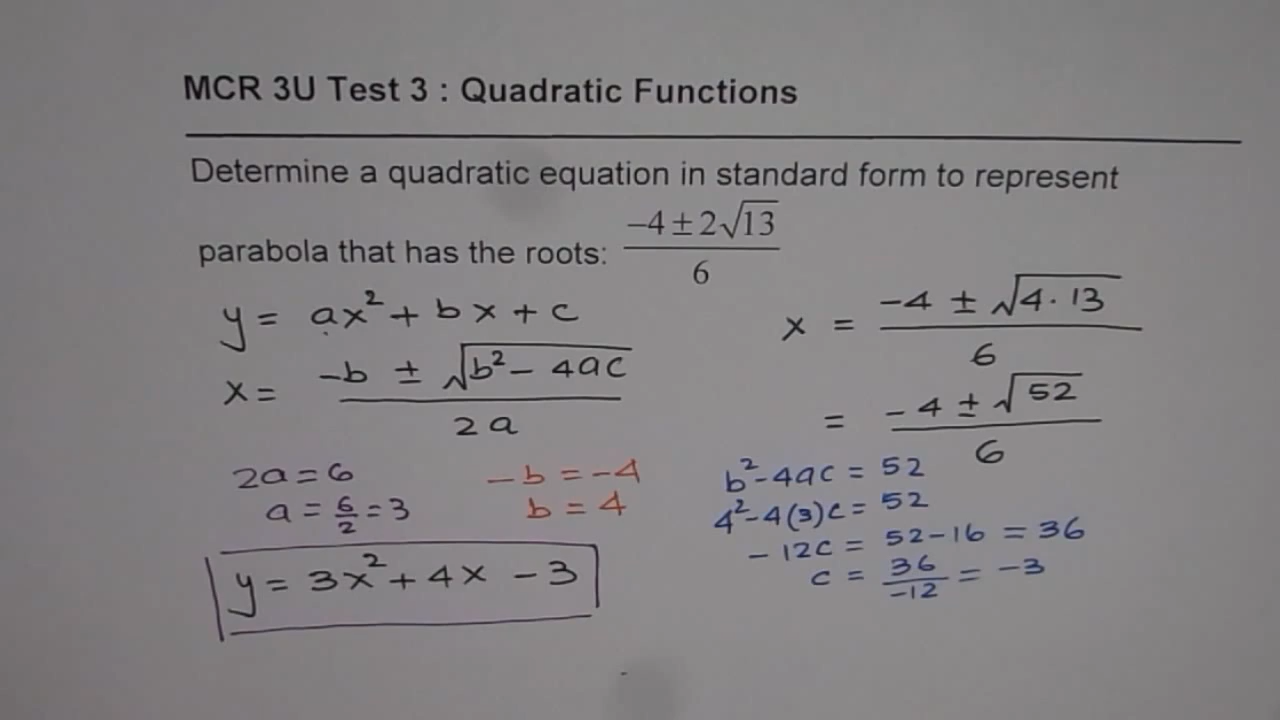 MCR 3U Test 3 : Quadratic Functions
Determine a quadratic equation in standard form to represent
parabola that has the roots: (−4 ± 2√13)/6
y = ax² + bx + c
x = (-b ± √(b² - 4ac))/(2a)
2a = 6
a = 6/2 = 3
-b = -4
b = 4
y = 3x² + 4x - 3
x = (-4 ± √(4·13))/6
= (-4 ± √52)/6
b² - 4ac = 52
4² - 4(3)c = 52
-12c = 52 - 16 = 36
c = 36/-12 = -3